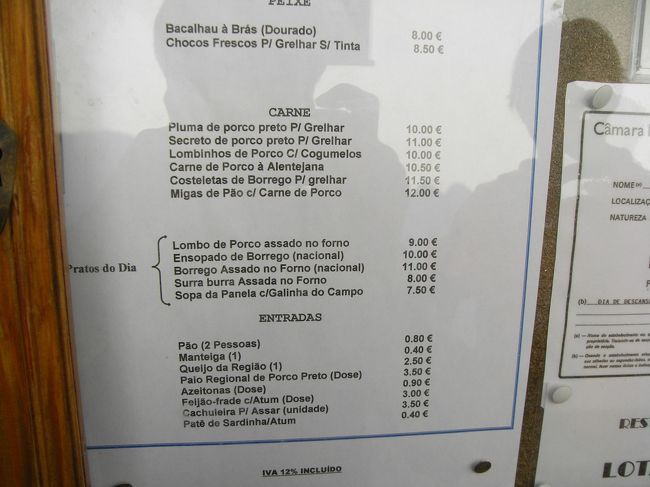 PEIXE
Bacalhau à Brás (Dourado) 8.00 €
Chocos Frescos P/ Grelhar S/ Tinta 8.50 €
CARNE
Pluma de porco preto P/ Grelhar 10.00 €
Secreto de porco preto P/ Grelhar 11.00 €
Lombinhos de Porco C/ Cogumelos 10.00 €
Carne de Porco à Alentejana 10.50 €
Costeletas de Borrego P/ grelhar 11.50 €
Migas de Pão c/ Carne de Porco 12.00 €
Pratos do Dia
Lombo de Porco assado no forno 9.00 €
Ensopado de Borrego (nacional) 10.00 €
Borrego Assado no Forno (nacional) 11.00 €
Surra burra Assada no Forno 8.00 €
Sopa da Panela c/Galinha do Campo 7.50 €
ENTRADAS
Pão (2 Pessoas) 0.80 €
Manteiga (1) 0.40 €
Queijo da Região (1) 2.50 €
Paio Regional de Porco Preto (Dose) 3.50 €
Azeitonas (Dose) 0.90 €
Feijão-frade c/Atum (Dose) 3.00 €
Cachuleira P/ Assar (unidade) 3.50 €
Patê de Sardinha/Atum 0.40 €
IVA 12% INCLUÍDO
Câmara
NOME (a)
LOCALIZAÇ
NATUREZA
(b) DIA DE DESCANS
RES
LOT